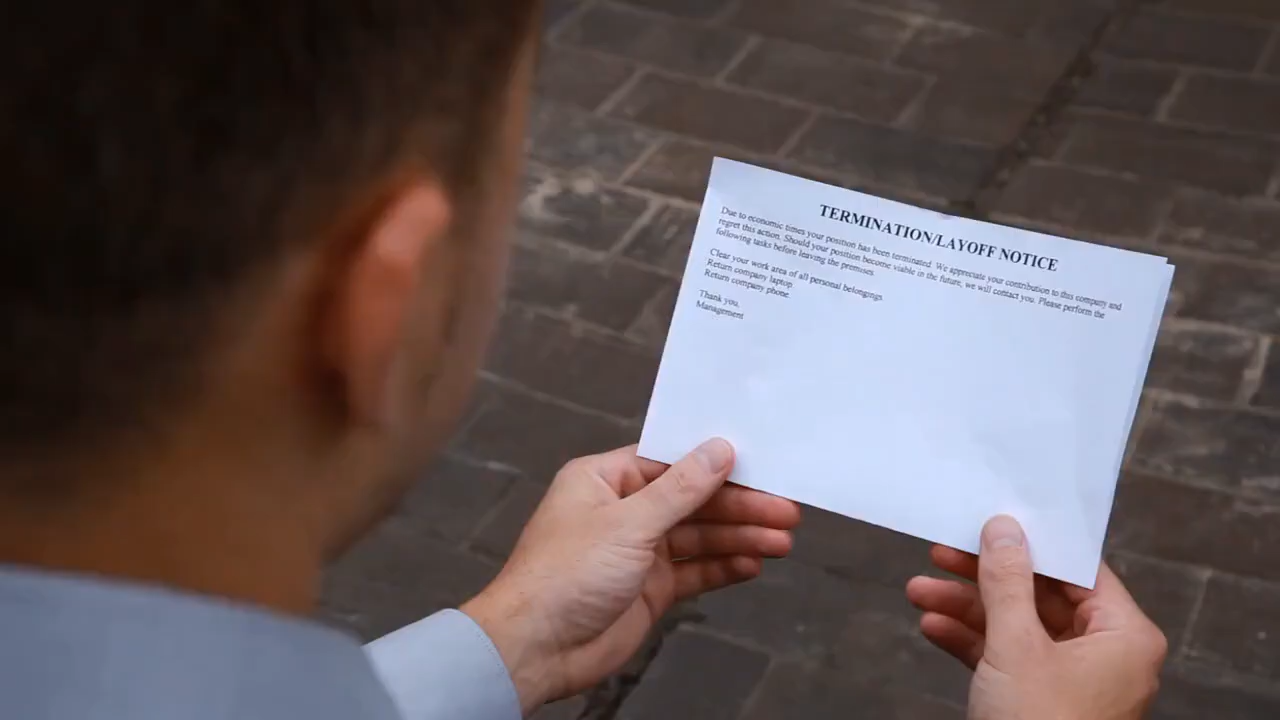 TERMINATION/LAYOFF NOTICE
Due to economic times your position has been terminated. We appreciate your contribution to this company and
regret this action. Should your position become viable in the future, we will contact you. Please perform the
following tasks before leaving the premises.
Clear your work area of all personal belongings.
Return company laptop.
Return company phone.
Thank you,
Management